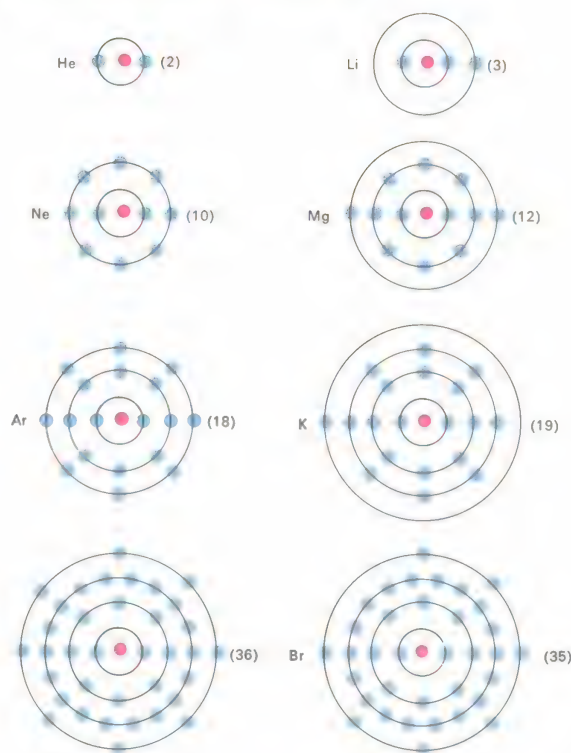 He (2) Li (3)
Ne (10) Mg (12)
Ar (18) K (19)
(36) Br (35)